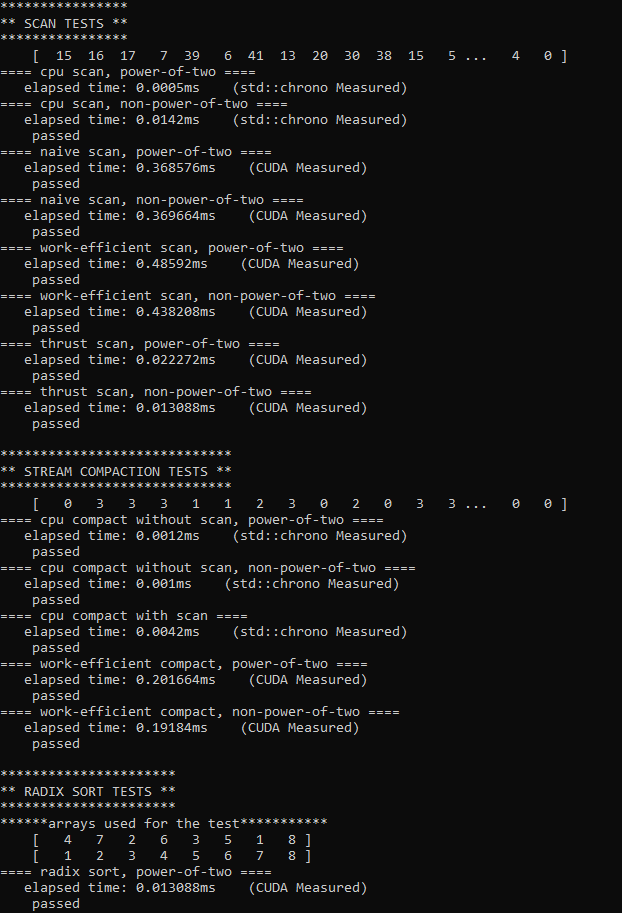 ****************
** SCAN TESTS **
****************
    [  15  16  17   7  39   6  41  13  20  30  38  15   5 ...   4   0 ]
==== cpu scan, power-of-two ====
   elapsed time: 0.0005ms    (std::chrono Measured)
==== cpu scan, non-power-of-two ====
   elapsed time: 0.0142ms    (std::chrono Measured)
    passed
==== naive scan, power-of-two ====
   elapsed time: 0.368576ms    (CUDA Measured)
    passed
==== naive scan, non-power-of-two ====
   elapsed time: 0.369664ms    (CUDA Measured)
    passed
==== work-efficient scan, power-of-two ====
   elapsed time: 0.48592ms    (CUDA Measured)
    passed
==== work-efficient scan, non-power-of-two ====
   elapsed time: 0.438208ms    (CUDA Measured)
    passed
==== thrust scan, power-of-two ====
   elapsed time: 0.022272ms    (CUDA Measured)
    passed
==== thrust scan, non-power-of-two ====
   elapsed time: 0.013088ms    (CUDA Measured)
    passed

*****************************
** STREAM COMPACTION TESTS **
*****************************
    [   0   3   3   3   1   1   2   3   0   2   0   3   3 ...   0   0 ]
==== cpu compact without scan, power-of-two ====
   elapsed time: 0.0012ms    (std::chrono Measured)
    passed
==== cpu compact without scan, non-power-of-two ====
   elapsed time: 0.001ms    (std::chrono Measured)
    passed
==== cpu compact with scan ====
   elapsed time: 0.0042ms    (std::chrono Measured)
    passed
==== work-efficient compact, power-of-two ====
   elapsed time: 0.201664ms    (CUDA Measured)
    passed
==== work-efficient compact, non-power-of-two ====
   elapsed time: 0.19184ms    (CUDA Measured)
    passed

**********************
** RADIX SORT TESTS **
**********************
******arrays used for the test***********
    [   4   7   2   6   3   5   1   8 ]
    [   1   2   3   4   5   6   7   8 ]
==== radix sort, power-of-two ====
   elapsed time: 0.013088ms    (CUDA Measured)
    passed